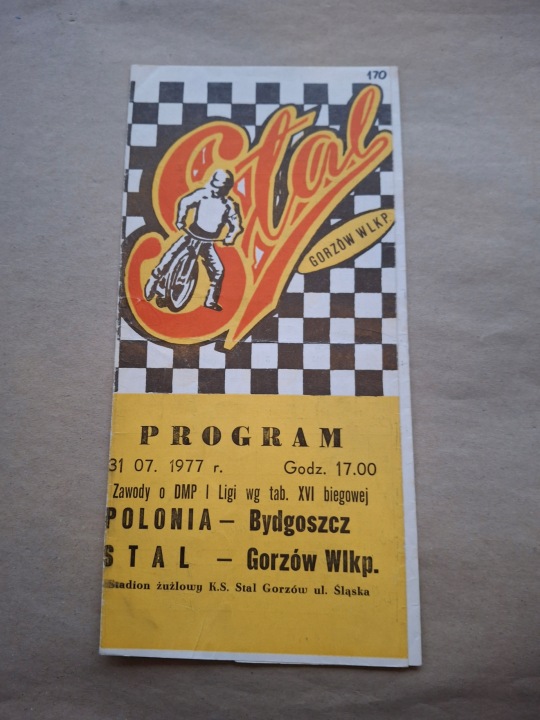 170
Stal
GORZÓW WLKP.
PROGRAM
31 07. 1977 r. Godz. 17.00
Zawody o DMP I Ligi wg tab. XVI biegowej
POLONIA – Bydgoszcz
STAL – Gorzów Wlkp.
Stadion żużlowy K.S. Stal Gorzów ul. Śląska